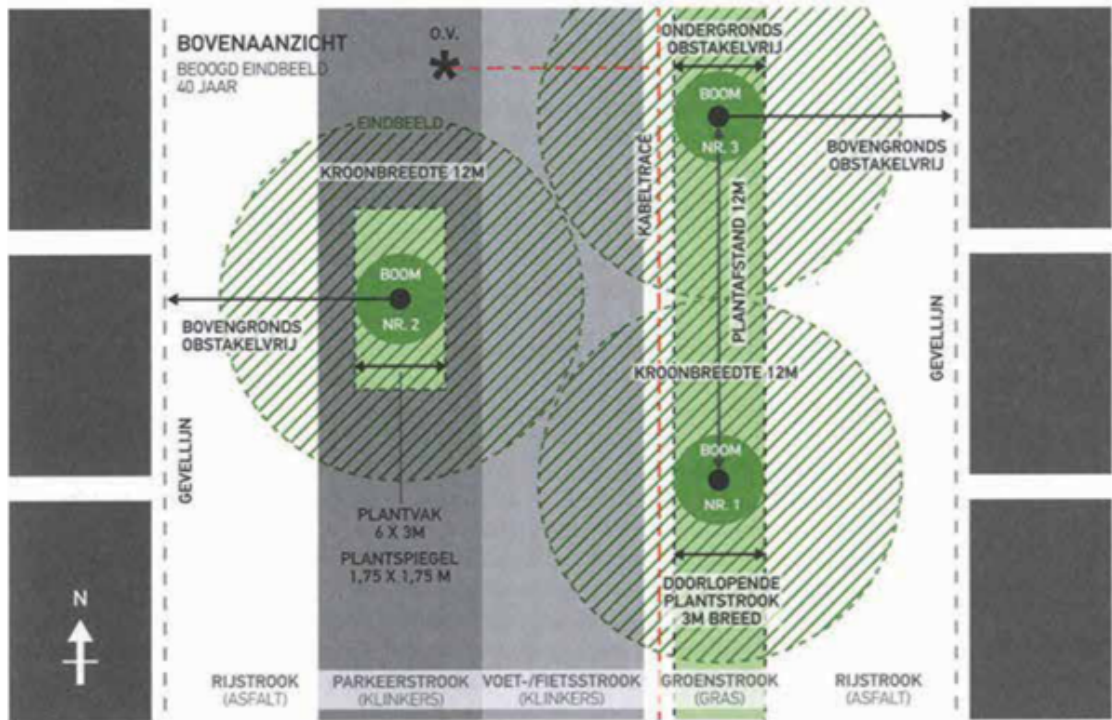 BOVENAANZICHT
BEOOGD EINDBEELD
40 JAAR
O.V.
ONDERGRONDS
OBSTAKELVRIJ
BOOM
NR. 3
BOVENGRONDS
OBSTAKELVRIJ
EINDBEELD
KROONBREEDTE 12M
KABELTRACÉ
PLANTAFSTAND 12M
BOOM
NR. 2
BOVENGRONDS
OBSTAKELVRIJ
GEVELLIJN
GEVELLIJN
KROONBREEDTE 12M
BOOM
NR. 1
PLANTVAK
6 X 3M
PLANTSPIEGEL
1,75 X 1,75 M
DOORLOPENDE
PLANTSTROOK
3M BREED
N
RIJSTROOK
(ASFALT)
PARKEERSTROOK
(KLINKERS)
VOET-/FIETSSTROOK
(KLINKERS)
GROENSTROOK
(GRAS)
RIJSTROOK
(ASFALT)